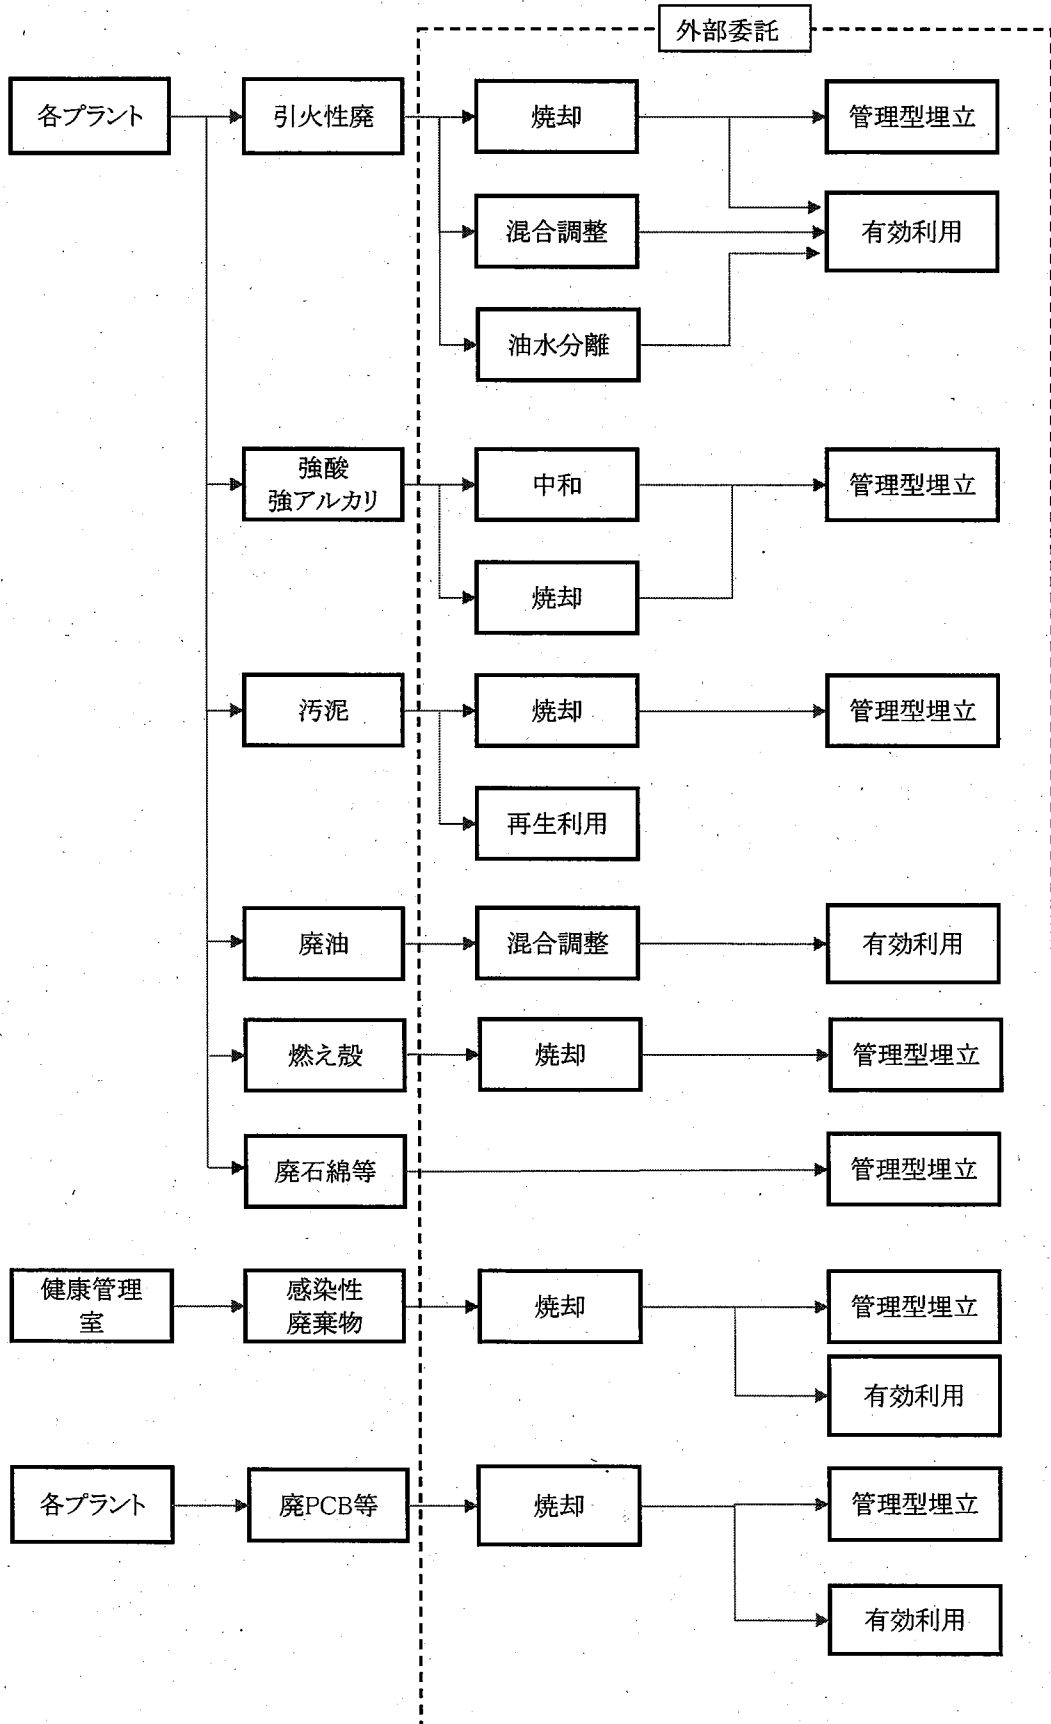 外部委託
各プラント
引火性廃
焼却
管理型埋立
混合調整
有効利用
油水分離
強酸
強アルカリ
中和
管理型埋立
焼却
汚泥
焼却
管理型埋立
再生利用
廃油
混合調整
有効利用
燃え殻
焼却
管理型埋立
廃石綿等
管理型埋立
健康管理
室
感染性
廃棄物
焼却
管理型埋立
有効利用
各プラント
廃PCB等
焼却
管理型埋立
有効利用